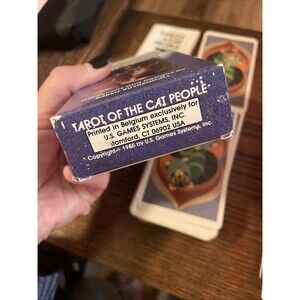 TAROT OF THE CAT PEOPLE
Printed in Belgium exclusively for
U.S. GAMES SYSTEMS, INC.
Stamford, CT 06902 USA
Copyright © 1985 by U.S. Games Systems, Inc.